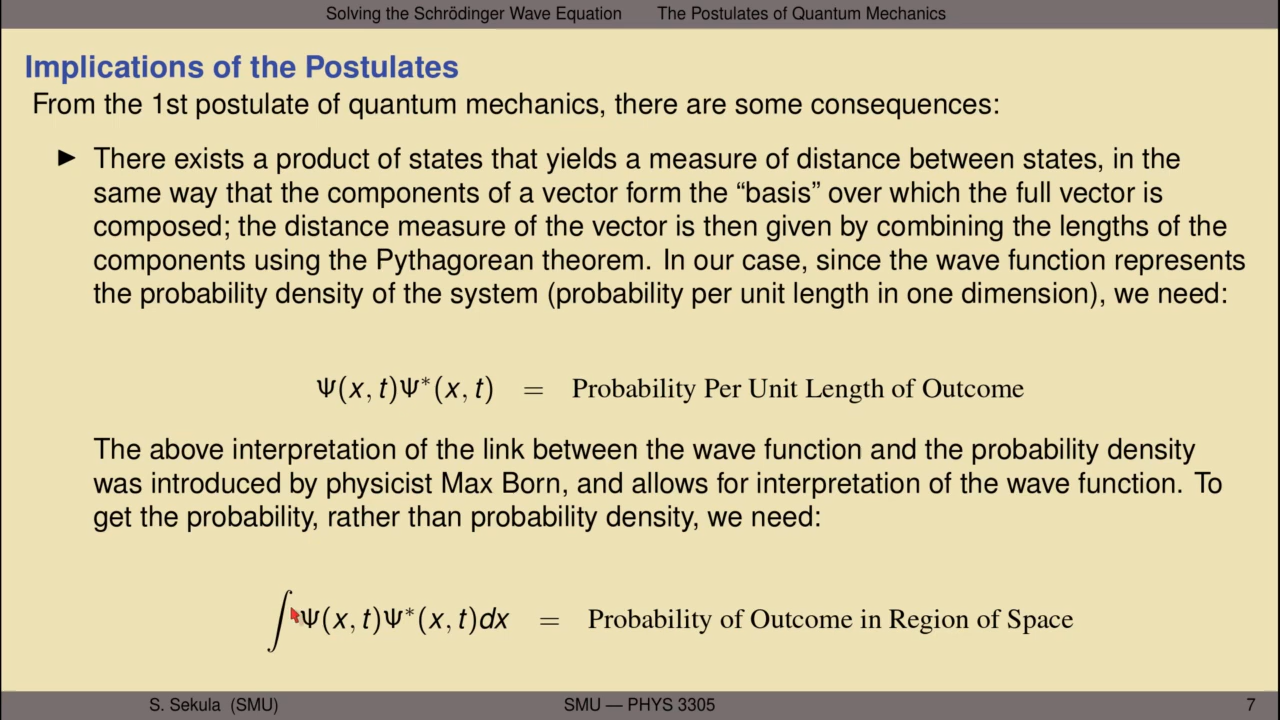 Solving the Schrödinger Wave Equation The Postulates of Quantum Mechanics
Implications of the Postulates
From the 1st postulate of quantum mechanics, there are some consequences:
► There exists a product of states that yields a measure of distance between states, in the
same way that the components of a vector form the “basis” over which the full vector is
composed; the distance measure of the vector is then given by combining the lengths of the
components using the Pythagorean theorem. In our case, since the wave function represents
the probability density of the system (probability per unit length in one dimension), we need:
Ψ(x, t)Ψ*(x, t) = Probability Per Unit Length of Outcome
The above interpretation of the link between the wave function and the probability density
was introduced by physicist Max Born, and allows for interpretation of the wave function. To
get the probability, rather than probability density, we need:
∫Ψ(x, t)Ψ*(x, t)dx = Probability of Outcome in Region of Space
S. Sekula (SMU) SMU — PHYS 3305 7